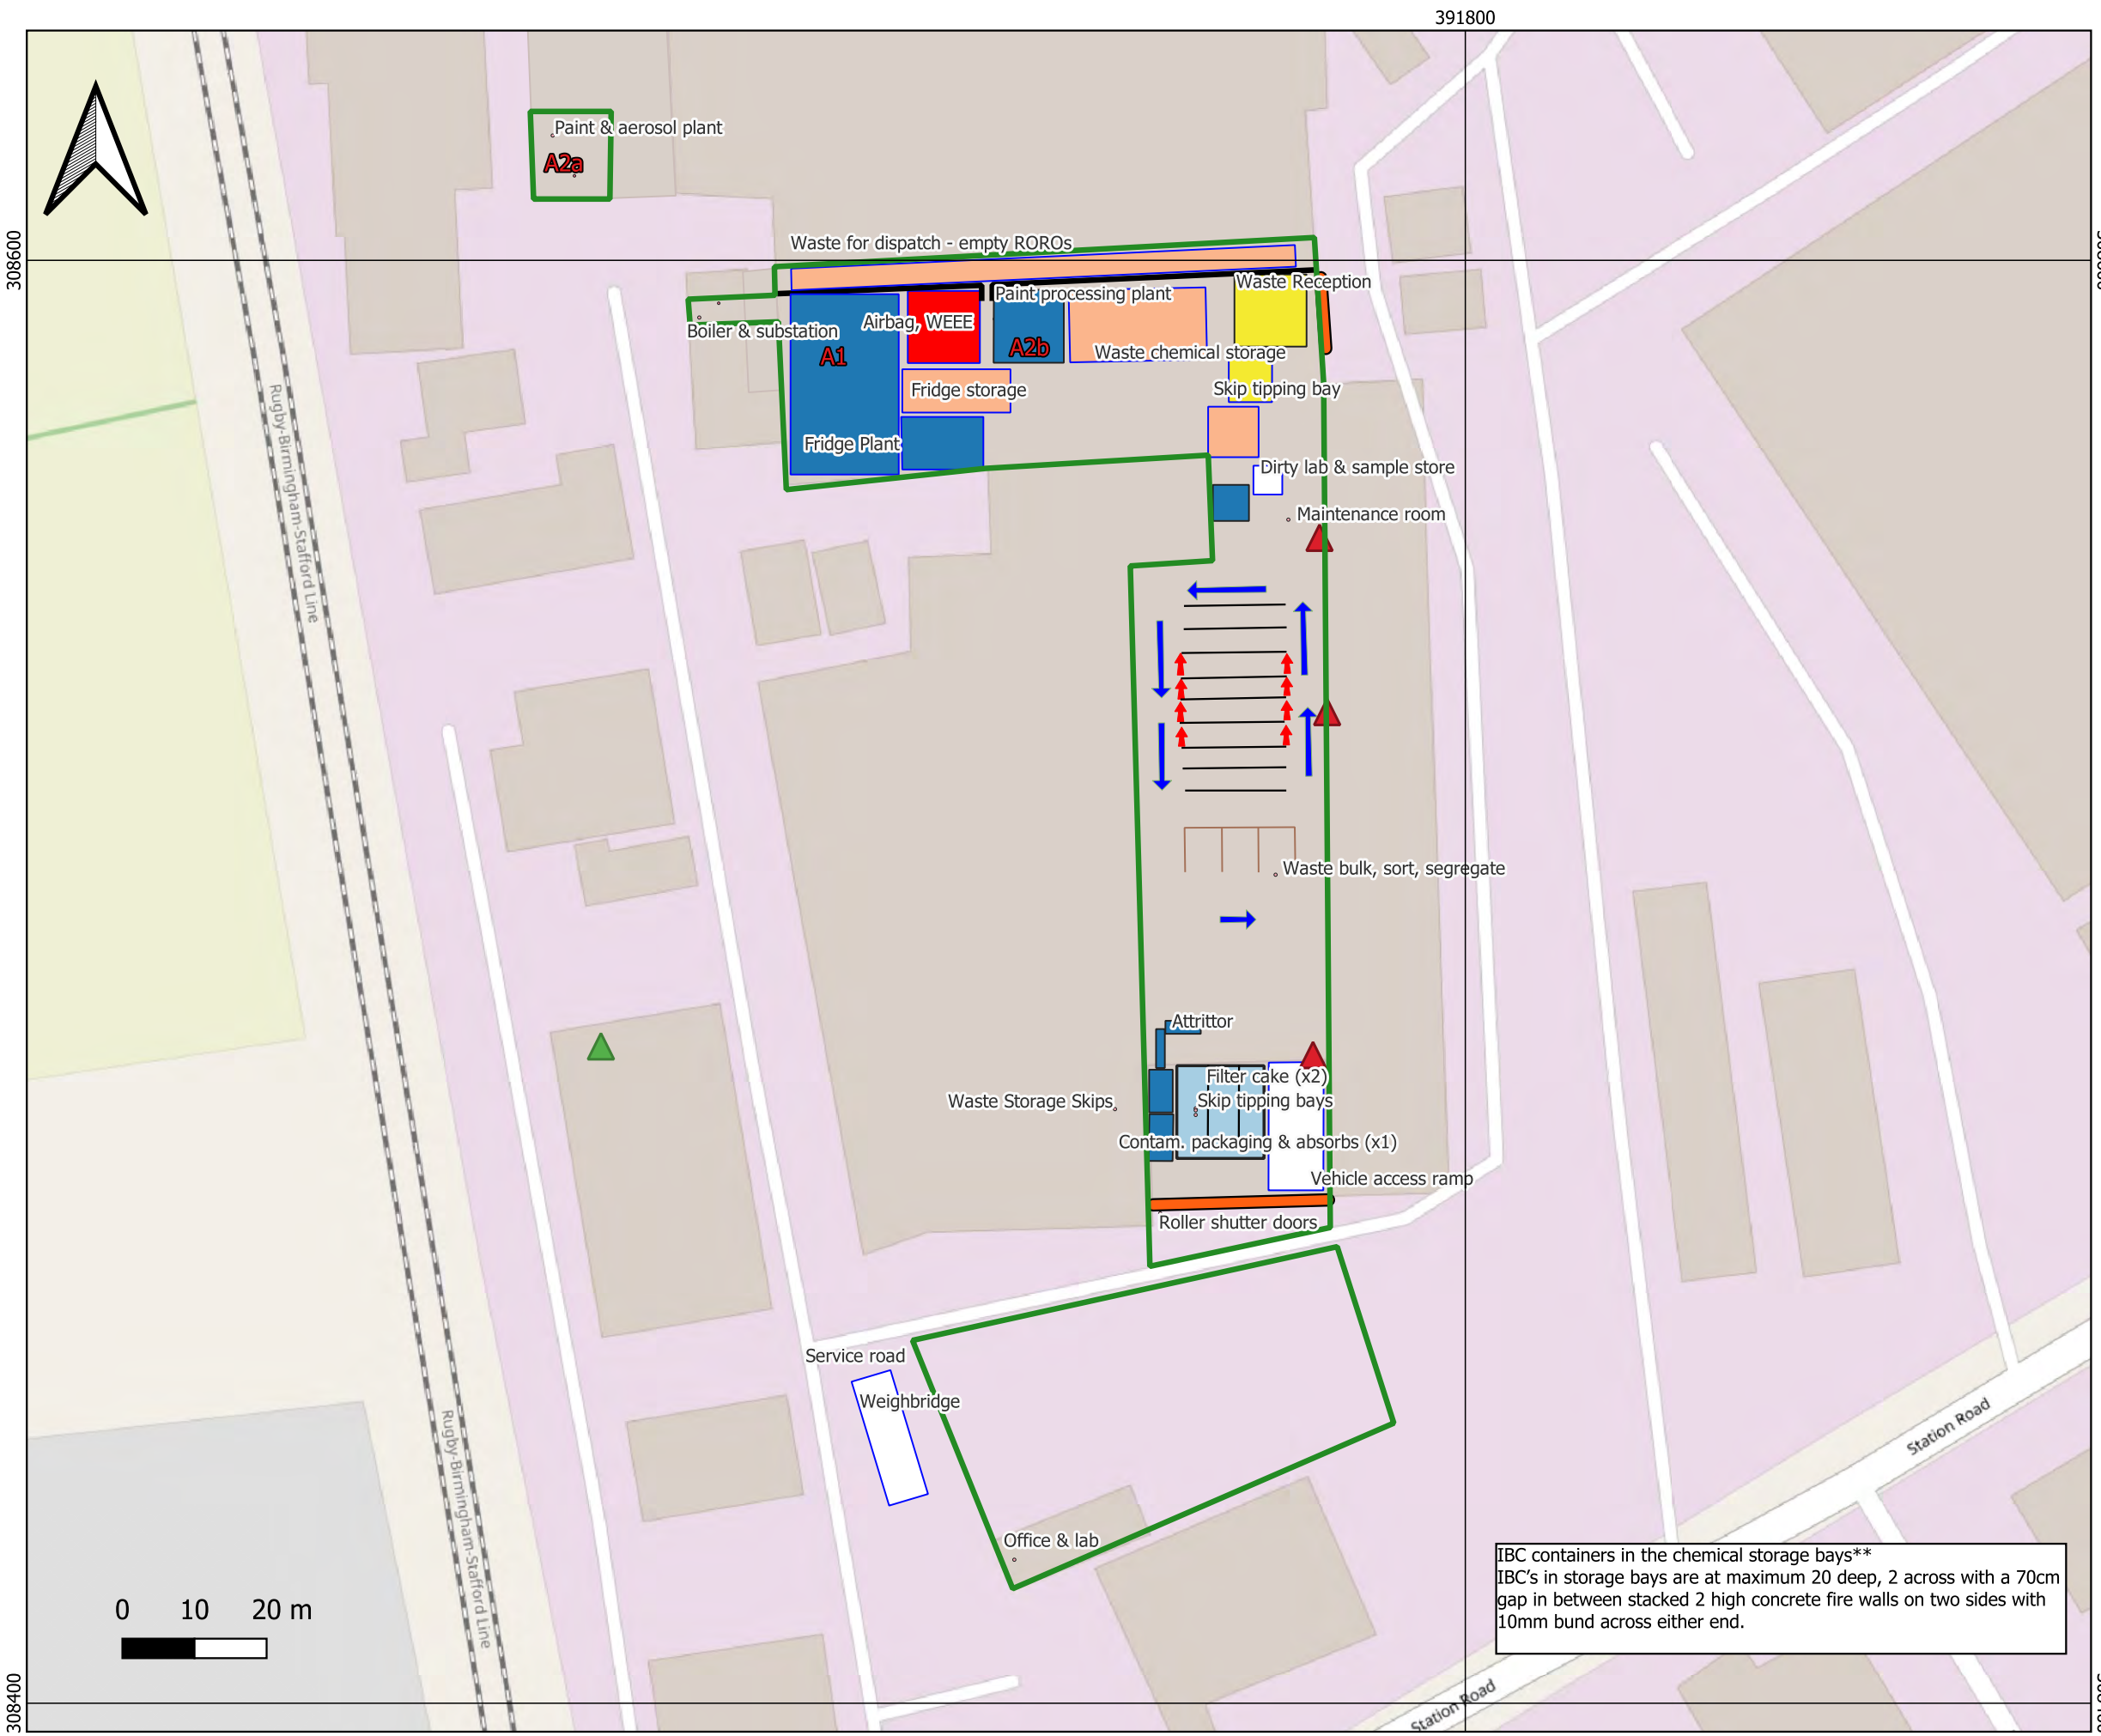 391800
Paint & aerosol plant
A2a
308600
Waste for dispatch - empty ROROs
Waste Reception
Paint processing plant
Airbag, WEEE
Boiler & substation
A1
A2b
Waste chemical storage
Fridge storage
Skip tipping bay
Fridge Plant
Dirty lab & sample store
Maintenance room
Rugby-Birmingham-Stafford Line
Waste bulk, sort, segregate
Attrittor
Filter cake (x2)
Waste Storage Skips
Skip tipping bays
Contam. packaging & absorbs (x1)
Vehicle access ramp
Roller shutter doors
Service road
Weighbridge
Station Road
Rugby-Birmingham-Stafford Line
Office & lab
IBC containers in the chemical storage bays**
IBC's in storage bays are at maximum 20 deep, 2 across with a 70cm
gap in between stacked 2 high concrete fire walls on two sides with
10mm bund across either end.
0 10 20 m
308400
Station Road